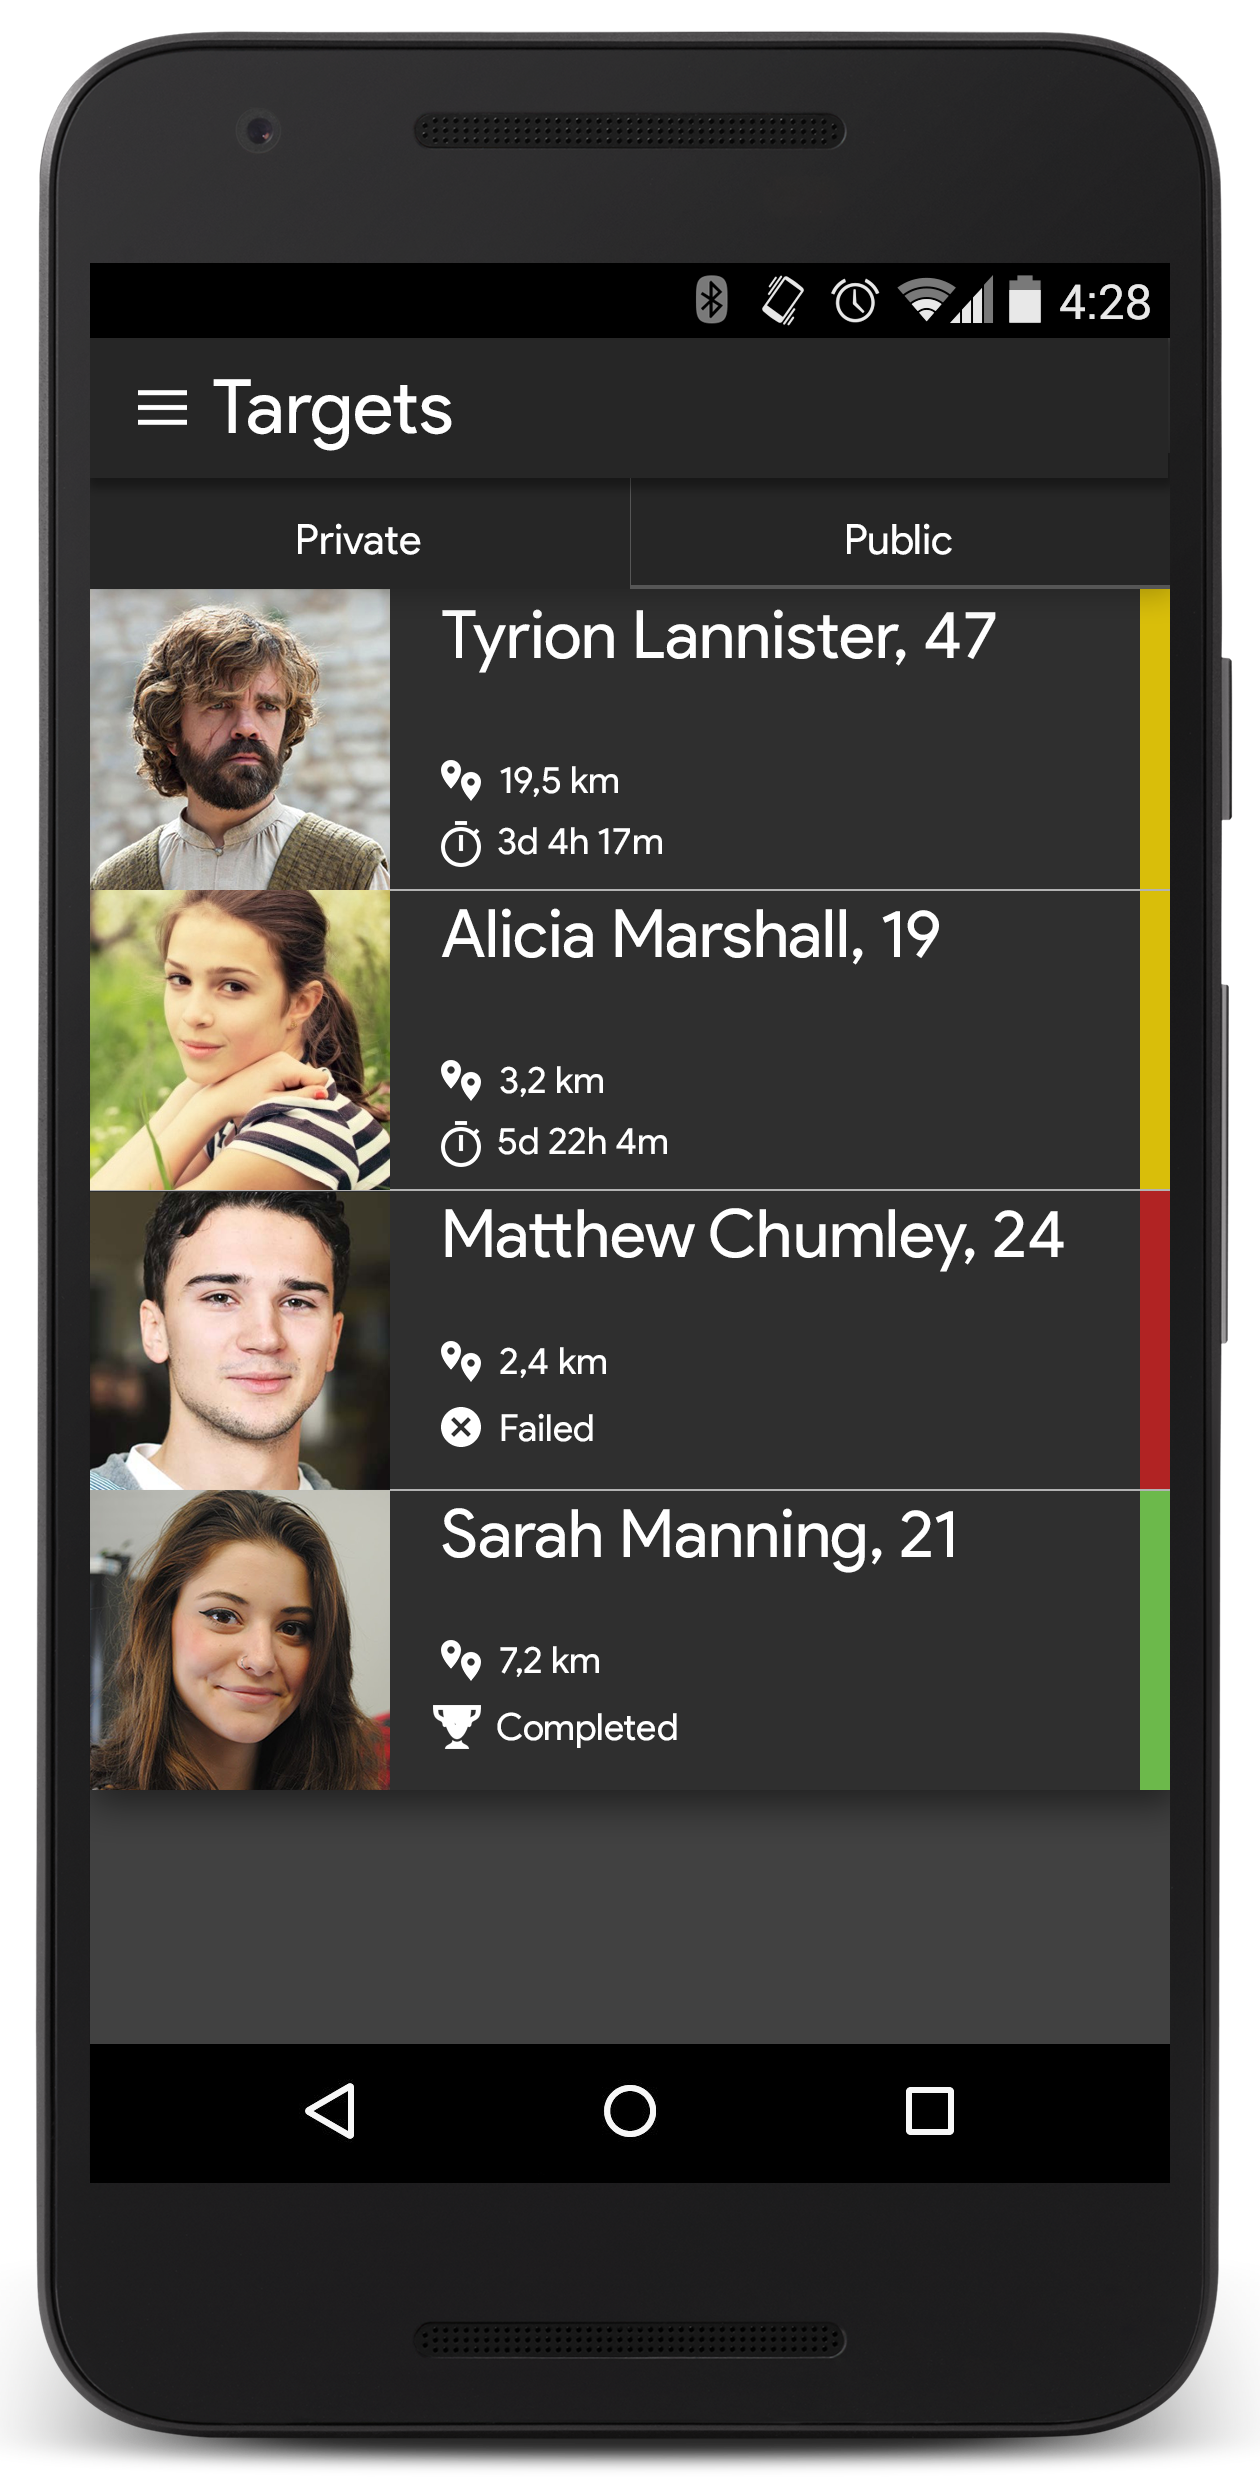 4:28
Targets
Private
Public
Tyrion Lannister, 47
19,5 km
3d 4h 17m
Alicia Marshall, 19
3,2 km
5d 22h 4m
Matthew Chumley, 24
2,4 km
Failed
Sarah Manning, 21
7,2 km
Completed